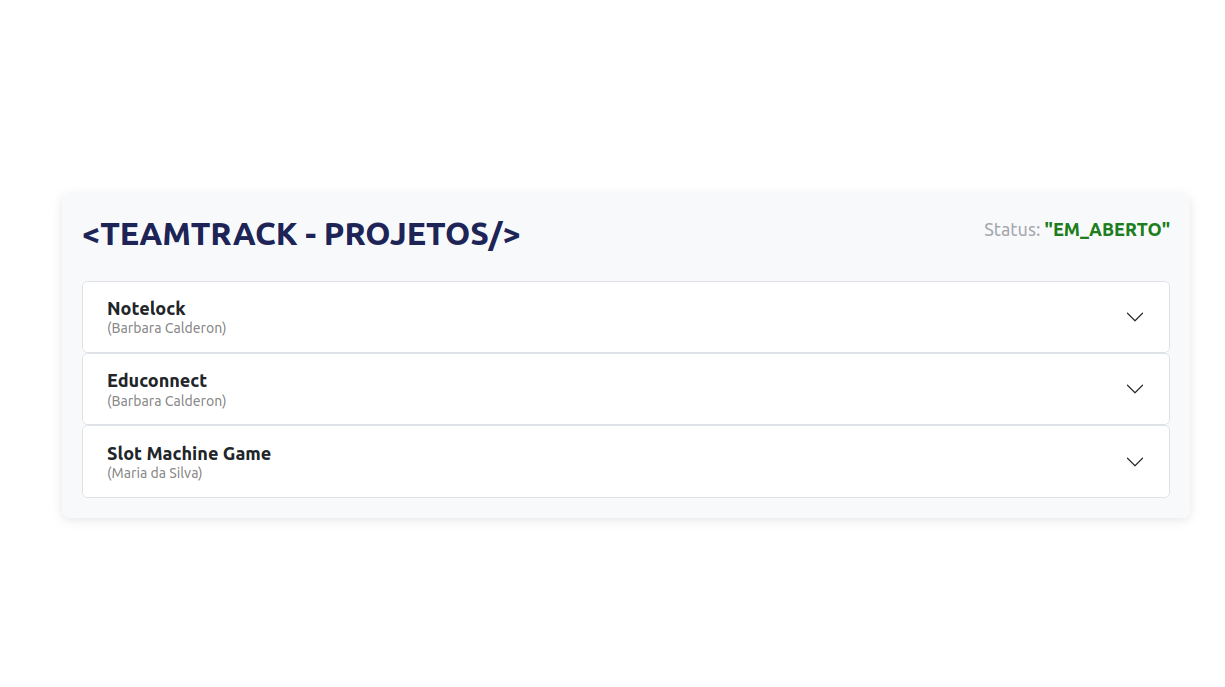 <TEAMTRACK - PROJETOS/>
Status: "EM_ABERTO"
Notelock
(Barbara Calderon)
Educonnect
(Barbara Calderon)
Slot Machine Game
(Maria da Silva)